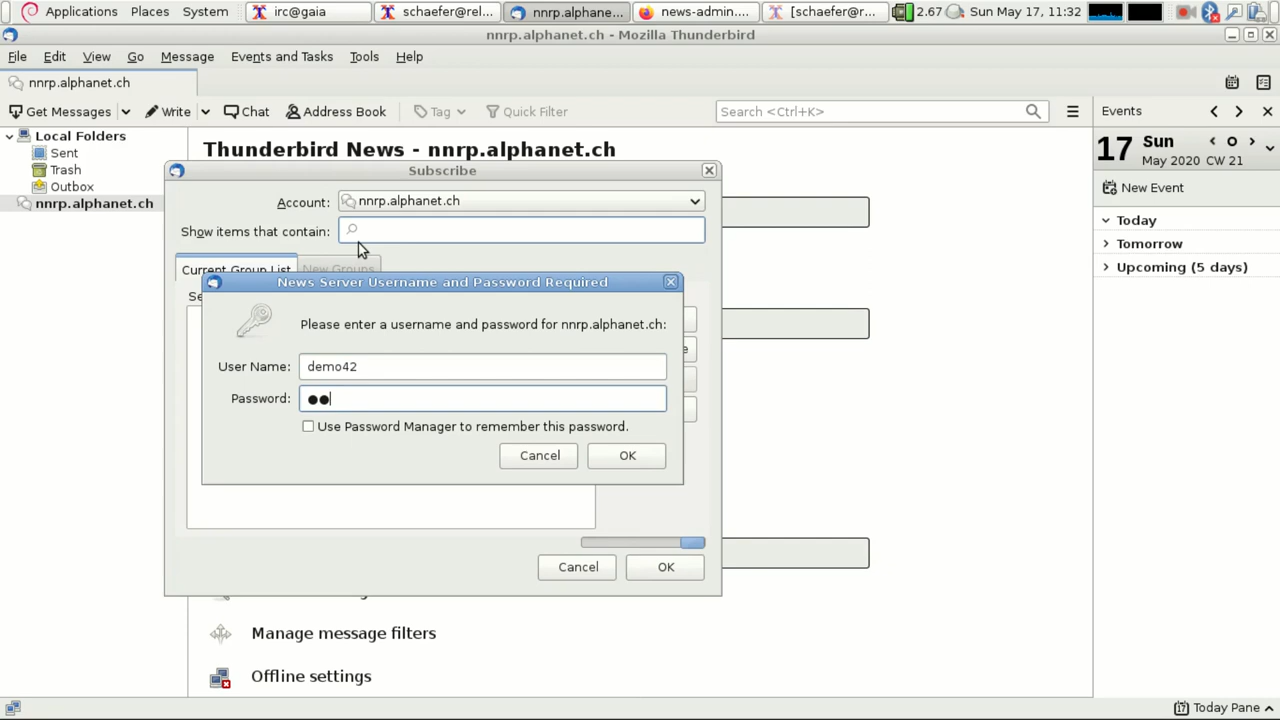 Applications Places System irc@gaia schaefer@rel... nnrp.alphane... news-admin.... [schaefer@r... 2.67 Sun May 17, 11:32
nnrp.alphanet.ch - Mozilla Thunderbird
File Edit View Go Message Events and Tasks Tools Help
nnrp.alphanet.ch
Get Messages Write Chat Address Book Tag Quick Filter Search <Ctrl+K>
Events
Local Folders
Sent
Trash
Outbox
nnrp.alphanet.ch
Thunderbird News - nnrp.alphanet.ch
Subscribe
Account: nnrp.alphanet.ch
Show items that contain:
Current Group List New Groups
Se
e
News Server Username and Password Required
Please enter a username and password for nnrp.alphanet.ch:
User Name: demo42
Password: ●●
Use Password Manager to remember this password.
Cancel OK
Cancel OK
Manage message filters
Offline settings
17 Sun
May 2020 CW 21
New Event
Today
Tomorrow
Upcoming (5 days)
17 Today Pane